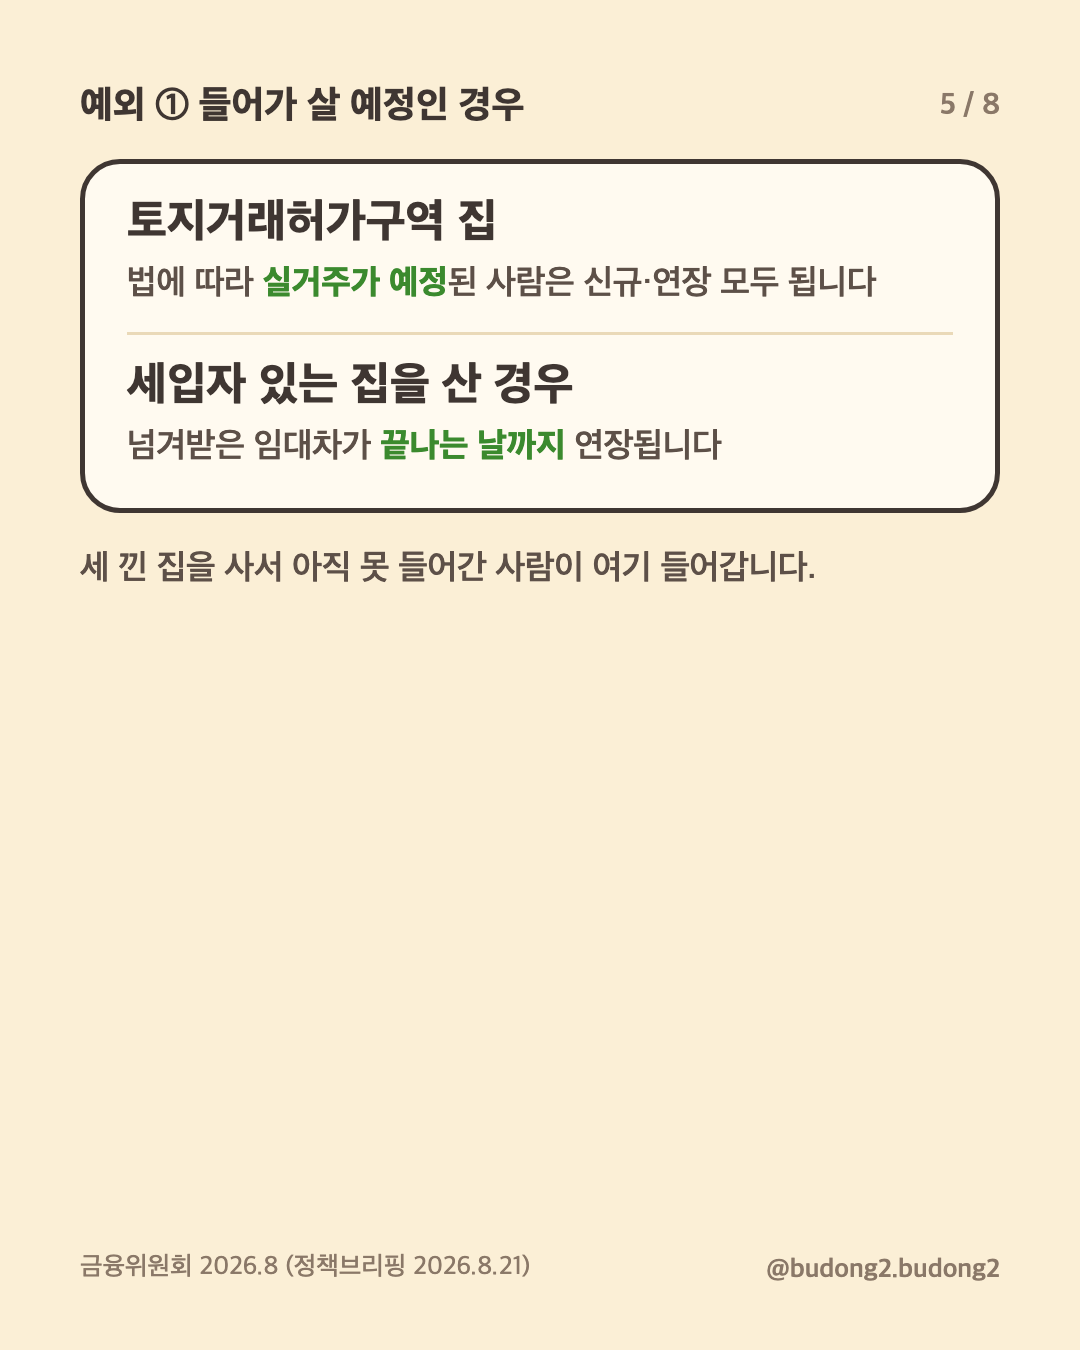 예외 ① 들어가 살 예정인 경우
5 / 8
토지거래허가구역 집
법에 따라 실거주가 예정된 사람은 신규·연장 모두 됩니다
세입자 있는 집을 산 경우
넘겨받은 임대차가 끝나는 날까지 연장됩니다
세 낀 집을 사서 아직 못 들어간 사람이 여기 들어갑니다.
금융위원회 2026.8 (정책브리핑 2026.8.21)
@budong2.budong2